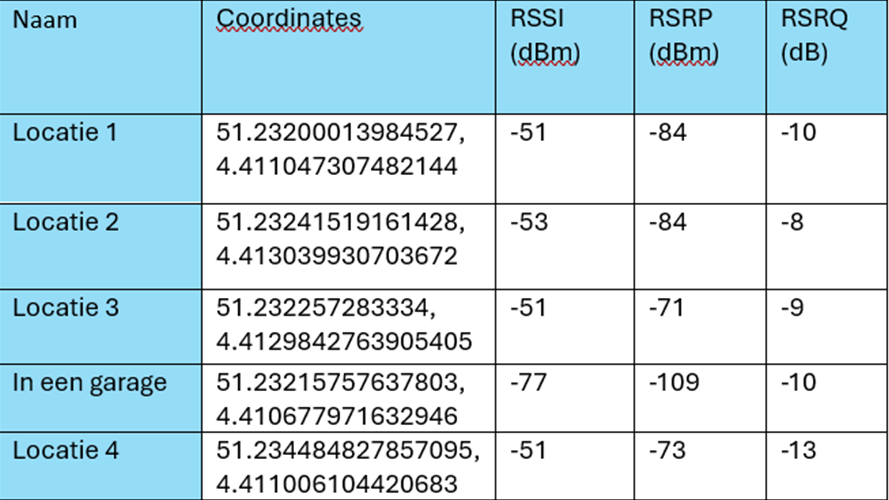 Naam Coordinates RSSI RSRP RSRQ
(dBm) (dBm) (dB)
Locatie 1 51.23200013984527, -51 -84 -10
4.411047307482144
Locatie 2 51.23241519161428, -53 -84 -8
4.413039930703672
Locatie 3 51.232257283334, -51 -71 -9
4.4129842763905405
In een garage 51.23215757637803, -77 -109 -10
4.410677971632946
Locatie 4 51.234484827857095, -51 -73 -13
4.411006104420683